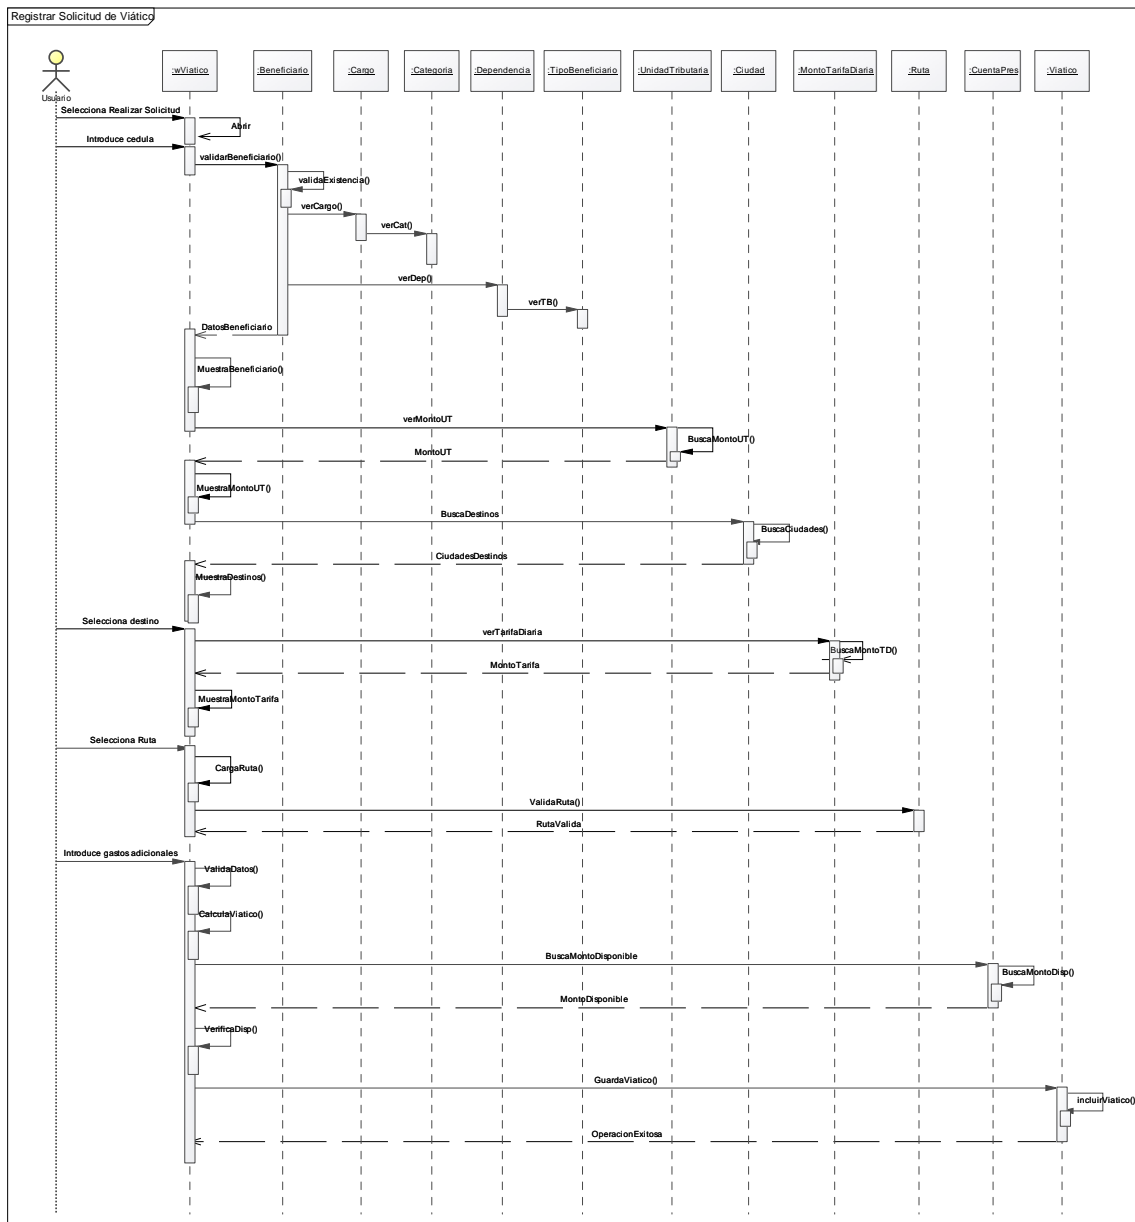 Registrar Solicitud de Viático
:wViatico
:Beneficiario
:Cargo
:Categoria
:Dependencia
:TipoBeneficiario
:UnidadTributaria
:Ciudad
:MontoTarifaDiaria
:Ruta
:CuentaPres
:Viatico
Usuario
Selecciona Realizar Solicitud
Abrir
Introduce cedula
validarBeneficiario()
validaExistencia()
verCargo()
verCat()
verDep()
verTB()
DatosBeneficiario
MuestraBeneficiario()
verMontoUT
BuscaMontoUT()
MontoUT
MuestraMontoUT()
BuscaDestinos
BuscaCiudades()
CiudadesDestinos
MuestraDestinos()
Selecciona destino
verTarifaDiaria
BuscaMontoTD()
MontoTarifa
MuestraMontoTarifa
Selecciona Ruta
CargaRuta()
ValidaRuta()
RutaValida
Introduce gastos adicionales
ValidaDatos()
CalculaViatico()
BuscaMontoDisponible
BuscaMontoDisp()
MontoDisponible
VerificaDisp()
GuardaViatico()
incluirViatico()
OperacionExitosa